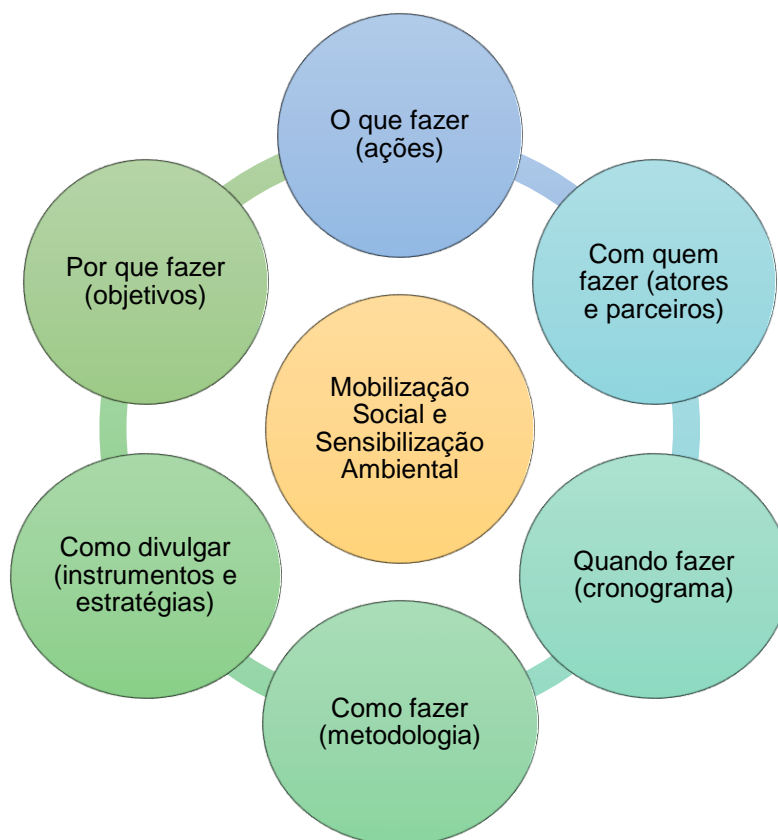 O que fazer
(ações)
Com quem
fazer (atores
e parceiros)
Quando fazer
(cronograma)
Como fazer
(metodologia)
Como divulgar
(instrumentos e
estratégias)
Por que fazer
(objetivos)
Mobilização
Social e
Sensibilização
Ambiental